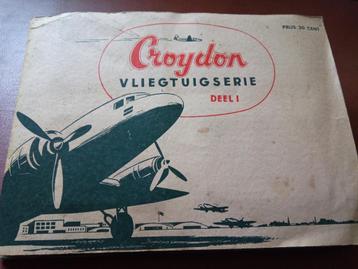 PRIJS 30 CENT
Croydon
VLIEGTUIGSERIE
DEEL I